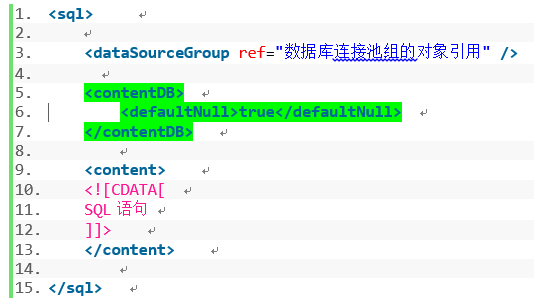 1. <sql>
2.
3. <dataSourceGroup ref="数据库连接池组的对象引用" />
4.
5. <contentDB>
6. <defaultNull>true</defaultNull>
7. </contentDB>
8.
9. <content>
10. <![CDATA[
11. SQL 语句
12. ]]>
13. </content>
14.
15. </sql>